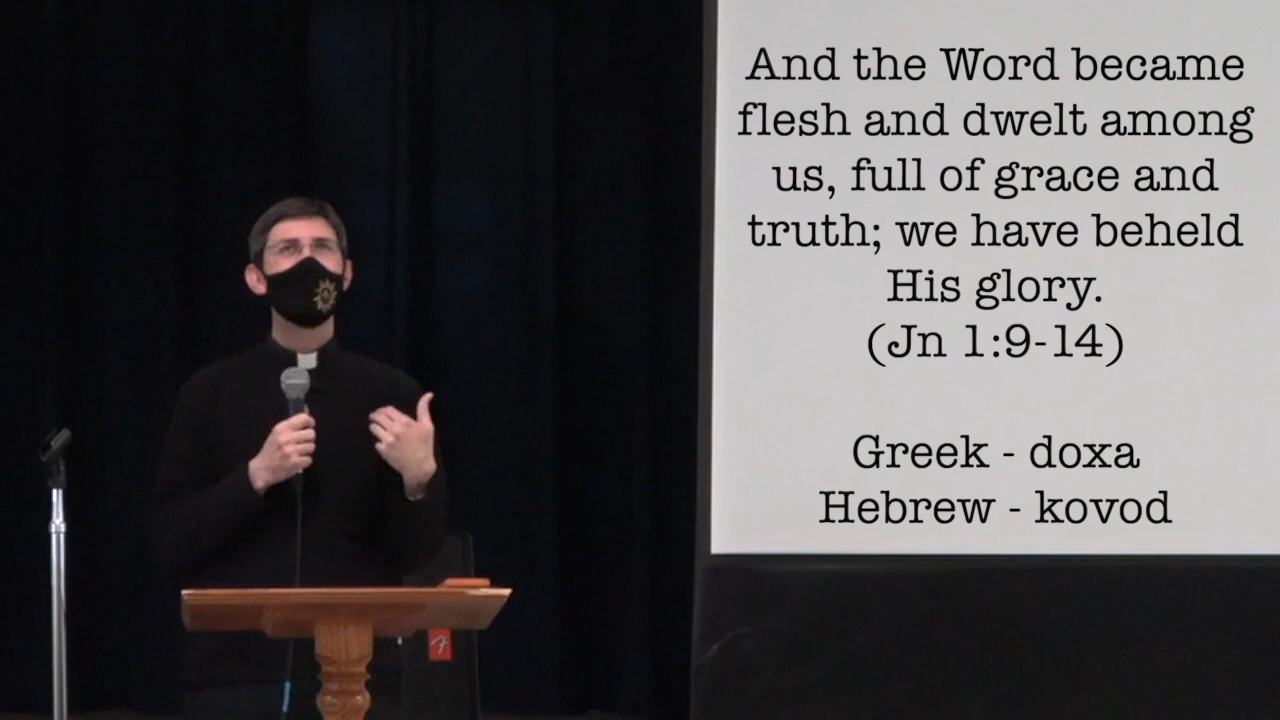 And the Word became
flesh and dwelt among
us, full of grace and
truth; we have beheld
His glory.
(Jn 1:9-14)
Greek - doxa
Hebrew - kovod